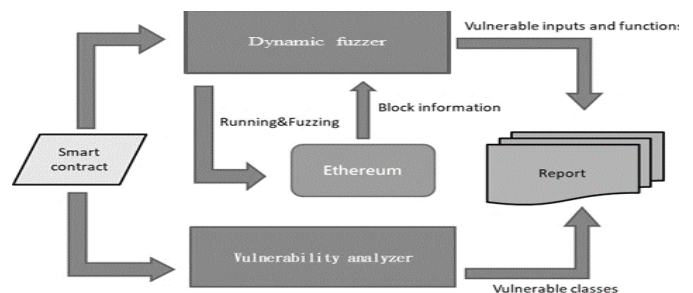 Dynamic fuzzer
Vulnerable inputs and functions
Running&Fuzzing
Block information
Smart
contract
Ethereum
Report
Vulnerability analyzer
Vulnerable classes